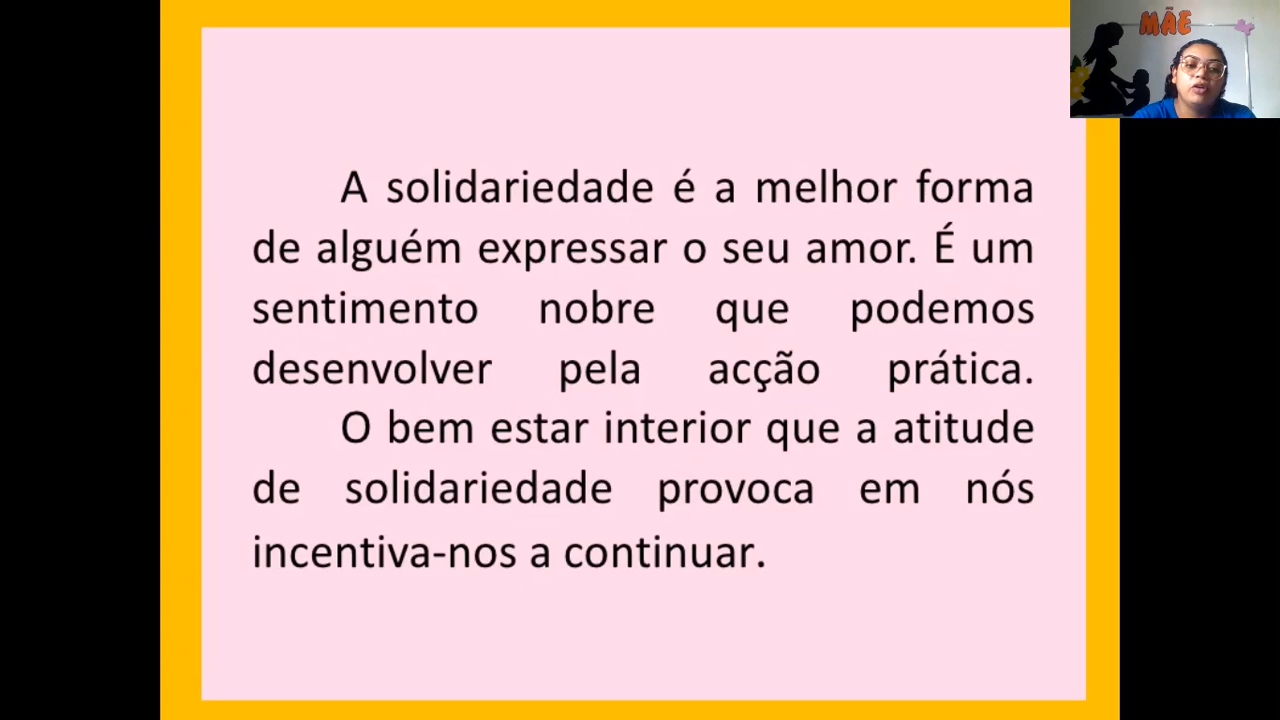 MÃE
A solidariedade é a melhor forma
de alguém expressar o seu amor. É um
sentimento nobre que podemos
desenvolver pela acção prática.
O bem estar interior que a atitude
de solidariedade provoca em nós
incentiva-nos a continuar.